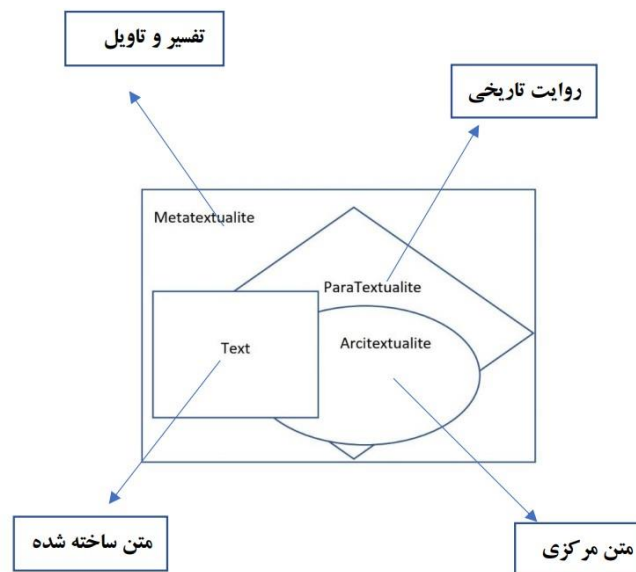 تفسیر و تاویل
روایت تاریخی
Metatextualite
ParaTextualite
Text
Arcitextualite
متن ساخته شده
متن مرکزی